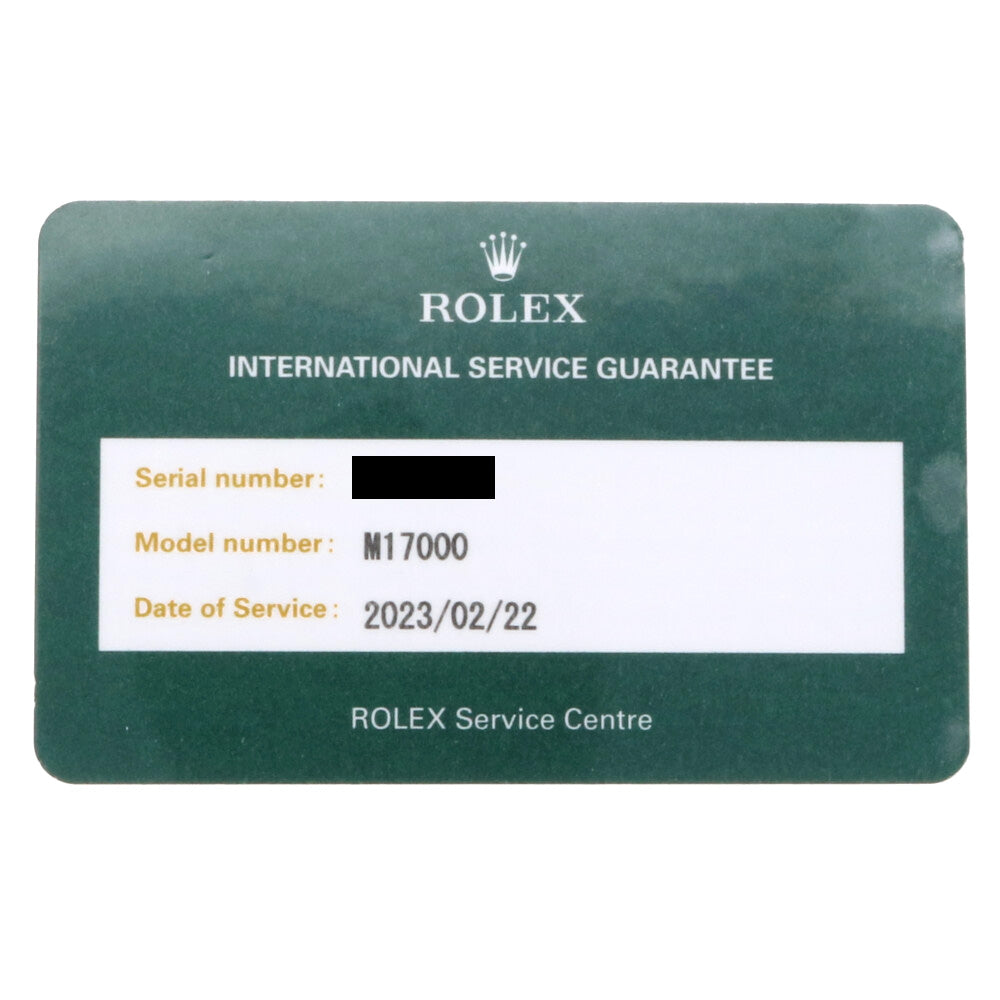 ROLEX
INTERNATIONAL SERVICE GUARANTEE
Serial number:
Model number: M17000
Date of Service: 2023/02/22
ROLEX Service Centre